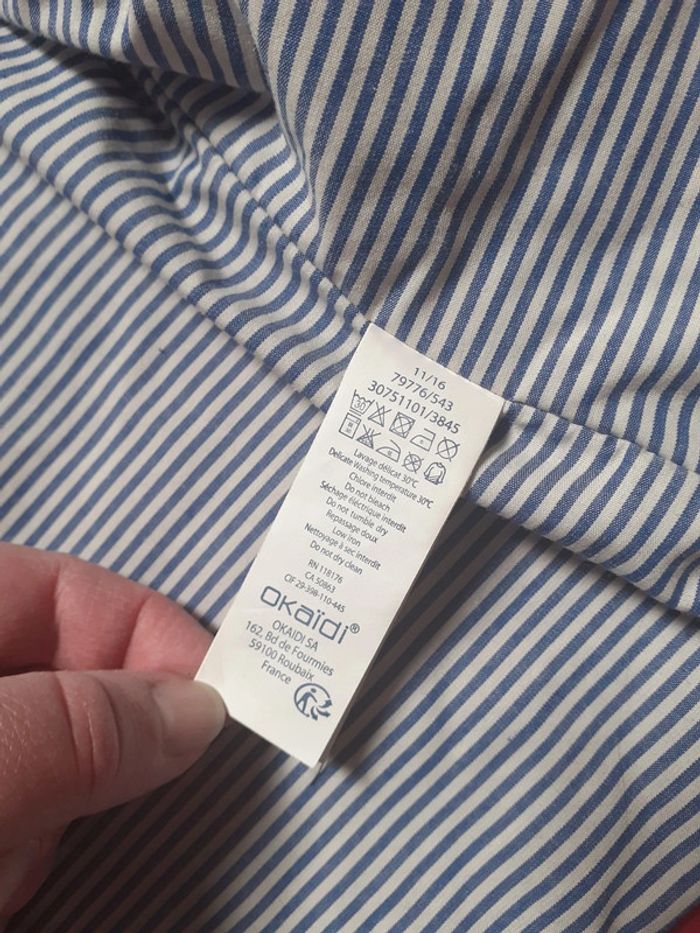 11/16
79776/543
30751101/3845
30
30
Lavage délicat 30°C
Delicate Washing temperature 30°C
Chlore interdit
Do not bleach
Séchage électrique interdit
Do not tumble dry
Repassage doux
Low iron
Nettoyage à sec interdit
Do not dry clean
RN 118176
CA 50863
CIF 29-398-110-445
OKaïdi®
OKAIDI SA
162, Bd de Fourmies
59100 Roubaix
France